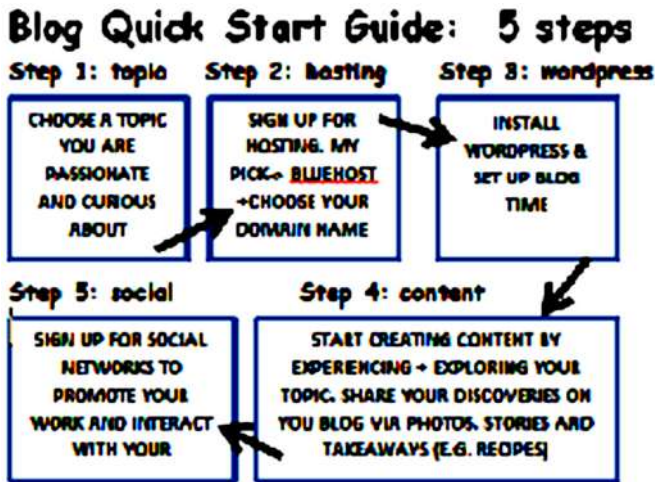 Blog Quick Start Guide: 5 steps
Step 1: topic
CHOOSE A TOPIC
YOU ARE
PASSIONATE
AND CURIOUS
ABOUT
Step 2: hosting
SIGN UP FOR
HOSTING. MY
PICK→ BLUEHOST
+CHOOSE YOUR
DOMAIN NAME
Step 3: wordpress
INSTALL
WORDPRESS &
SET UP BLOG
TIME
Step 4: content
START CREATING CONTENT BY
EXPERIENCING + EXPLORING YOUR
TOPIC. SHARE YOUR DISCOVERIES ON
YOU BLOG VIA PHOTOS, STORIES AND
TAKEAWAYS (E.G. RECIPES)
Step 5: social
SIGN UP FOR SOCIAL
NETWORKS TO
PROMOTE YOUR
WORK AND INTERACT
WITH YOUR